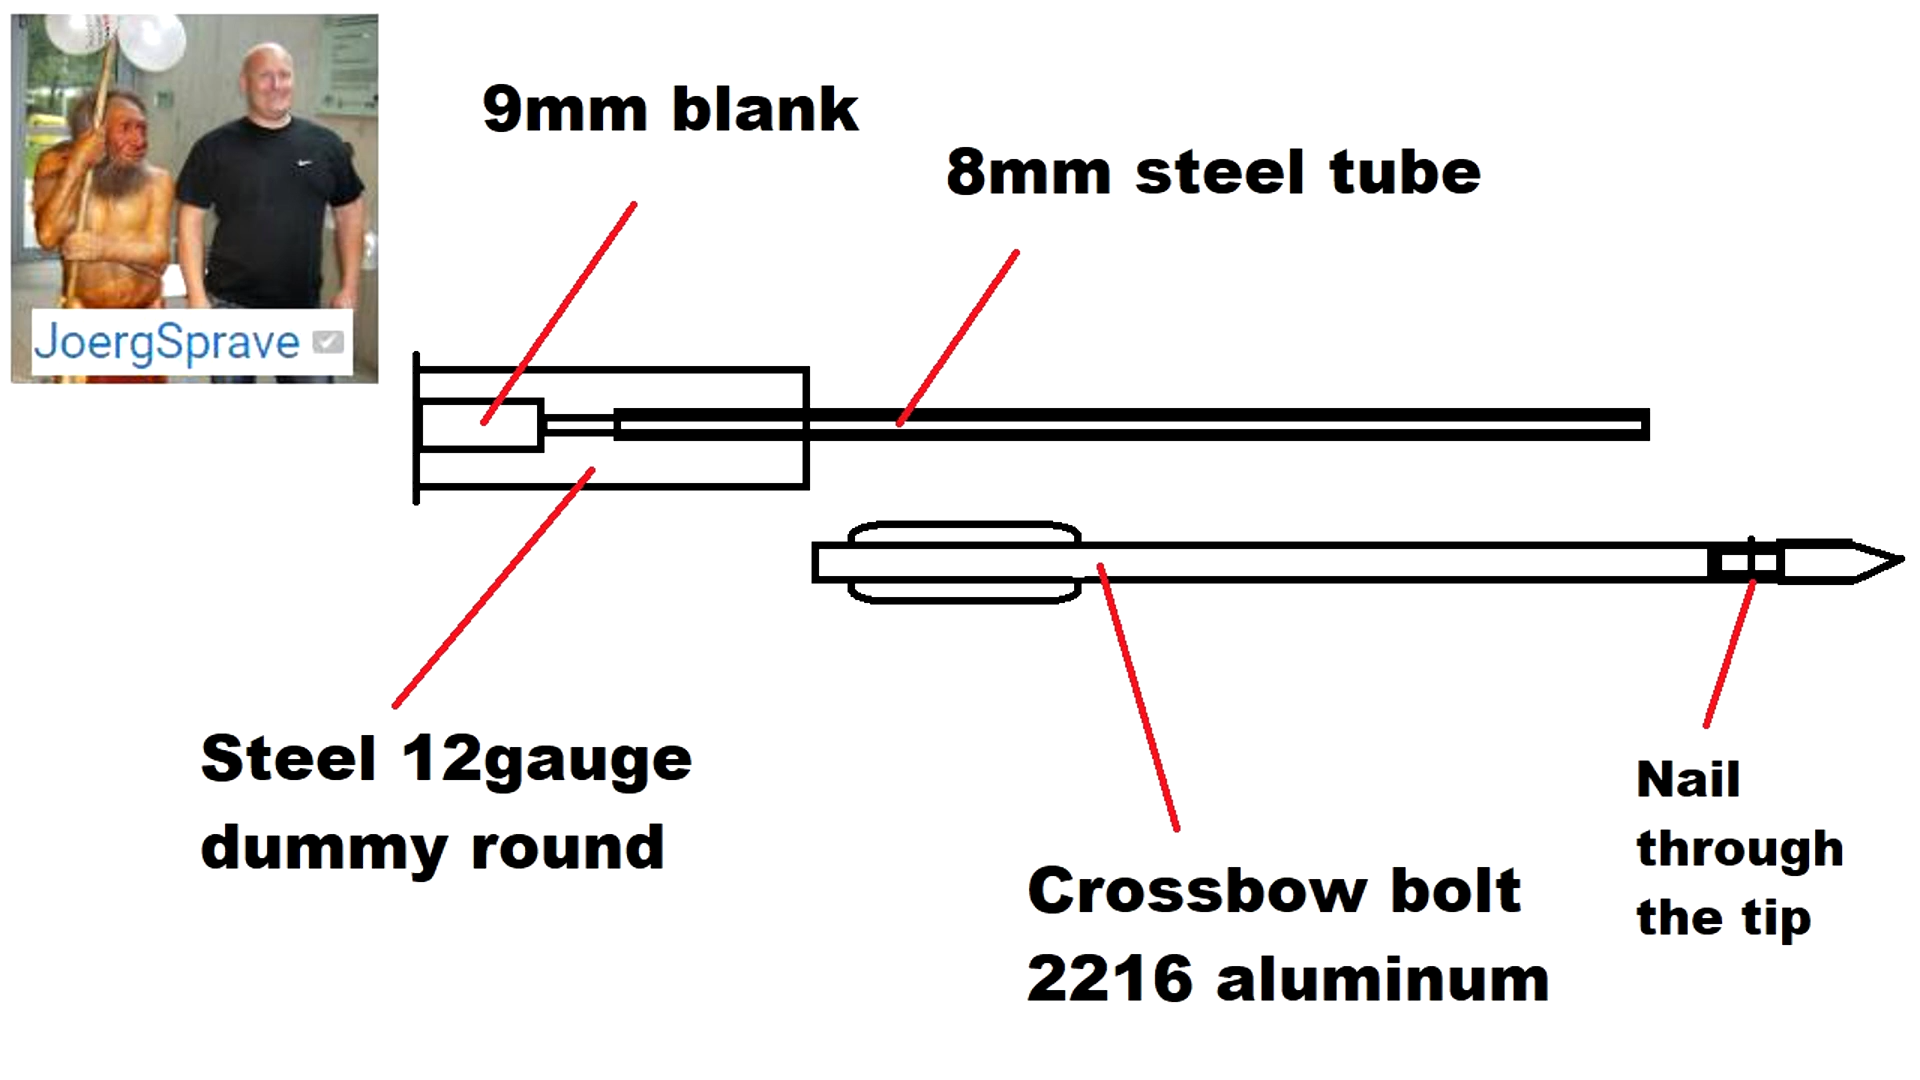 9mm blank
8mm steel tube
JoergSprave
Steel 12gauge
dummy round
Nail
through
the tip
Crossbow bolt
2216 aluminum